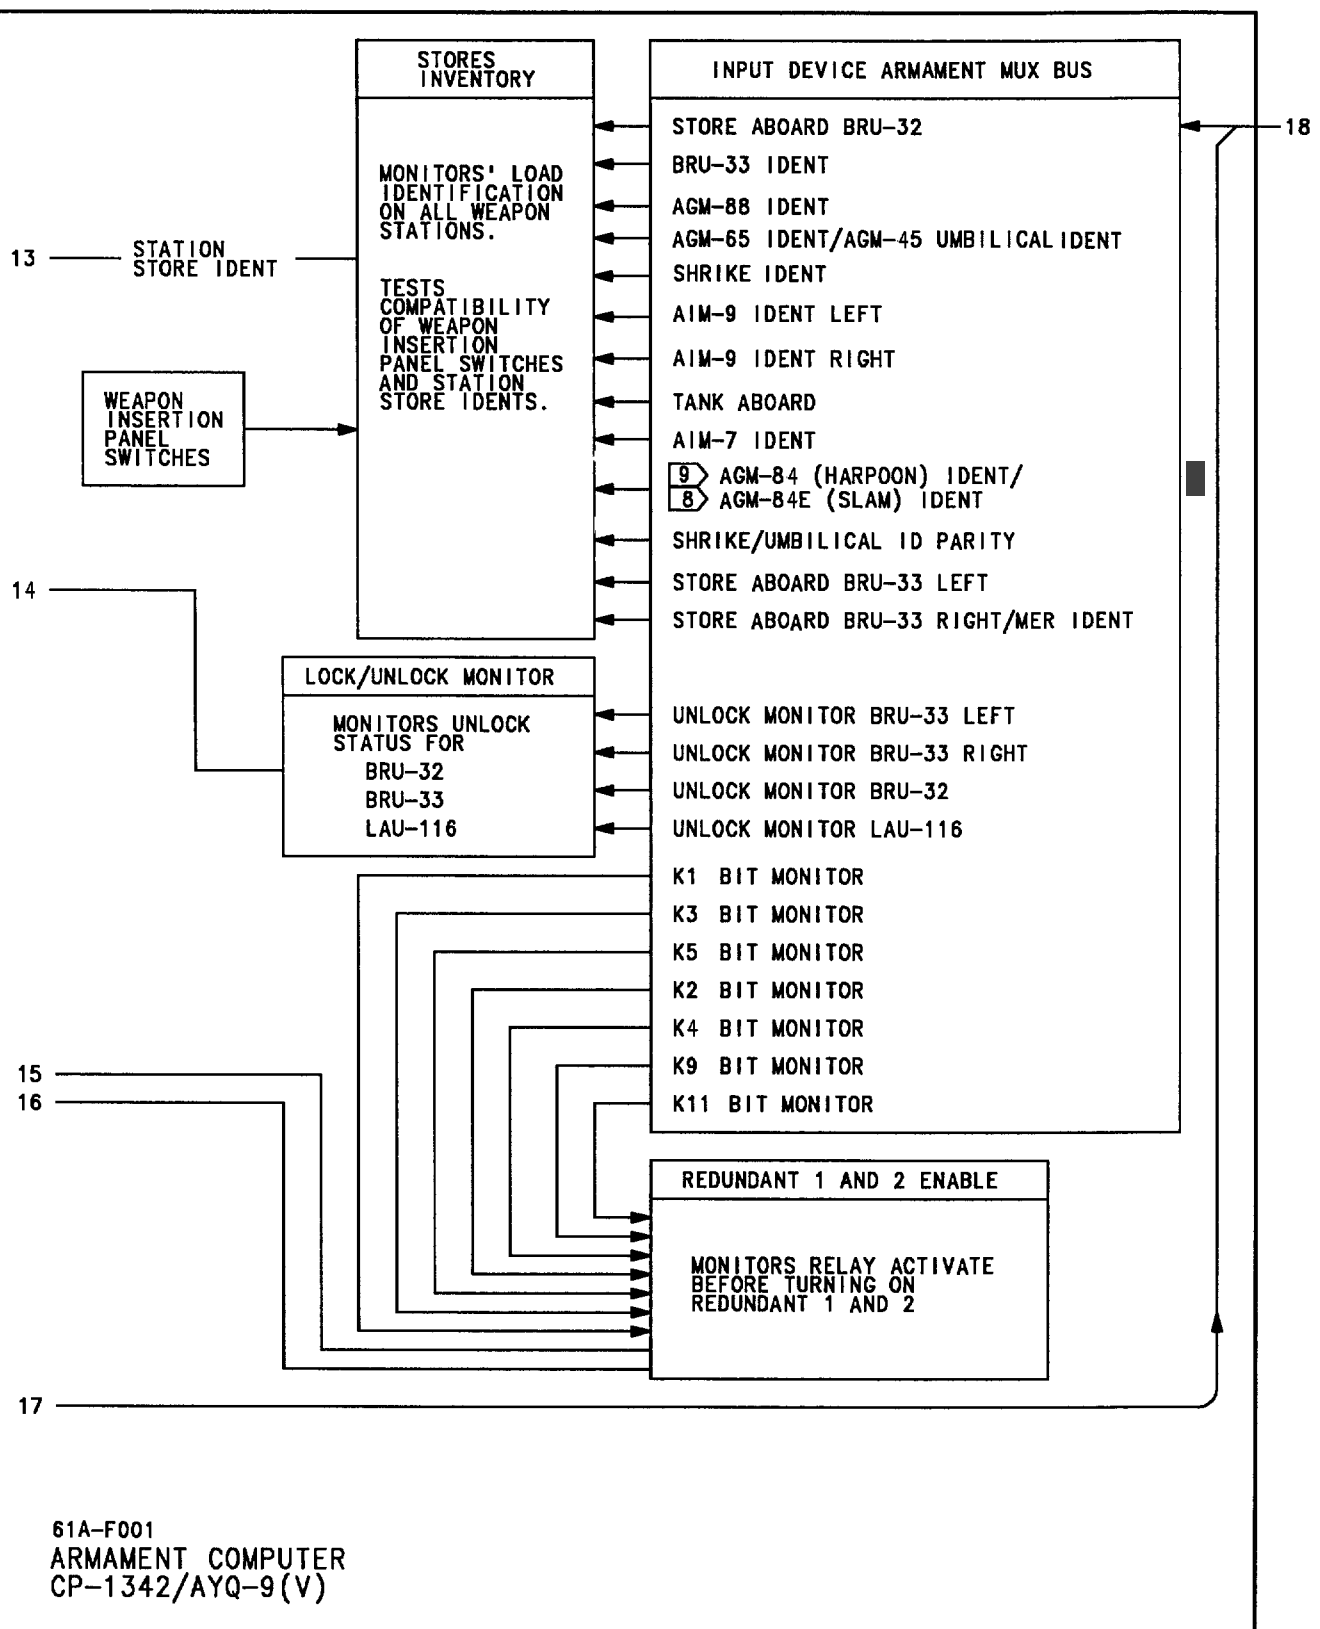 STORES
INVENTORY
INPUT DEVICE ARMAMENT MUX BUS
STORE ABOARD BRU-32
18
BRU-33 IDENT
MONITORS' LOAD
IDENTIFICATION
ON ALL WEAPON
STATIONS.
AGM-88 IDENT
AGM-65 IDENT/AGM-45 UMBILICAL IDENT
13
STATION
STORE IDENT
SHRIKE IDENT
TESTS
COMPATIBILITY
OF WEAPON
INSERTION
PANEL SWITCHES
AND STATION
STORE IDENTS.
AIM-9 IDENT LEFT
AIM-9 IDENT RIGHT
WEAPON
INSERTION
PANEL
SWITCHES
TANK ABOARD
AIM-7 IDENT
9 AGM-84 (HARPOON) IDENT/
8 AGM-84E (SLAM) IDENT
SHRIKE/UMBILICAL ID PARITY
14
STORE ABOARD BRU-33 LEFT
STORE ABOARD BRU-33 RIGHT/MER IDENT
LOCK/UNLOCK MONITOR
MONITORS UNLOCK
STATUS FOR
BRU-32
BRU-33
LAU-116
UNLOCK MONITOR BRU-33 LEFT
UNLOCK MONITOR BRU-33 RIGHT
UNLOCK MONITOR BRU-32
UNLOCK MONITOR LAU-116
K1 BIT MONITOR
K3 BIT MONITOR
K5 BIT MONITOR
K2 BIT MONITOR
K4 BIT MONITOR
K9 BIT MONITOR
K11 BIT MONITOR
15
16
REDUNDANT 1 AND 2 ENABLE
MONITORS RELAY ACTIVATE
BEFORE TURNING ON
REDUNDANT 1 AND 2
17
61A-F001
ARMAMENT COMPUTER
CP-1342/AYQ-9(V)